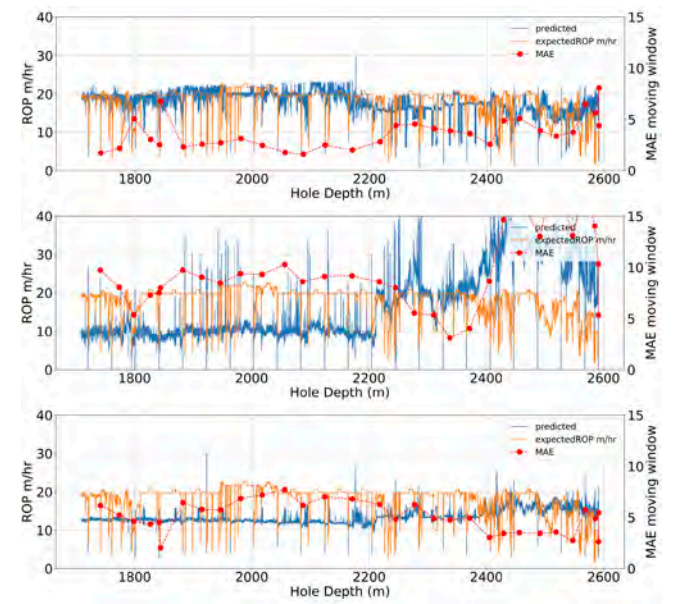 40
30
20
10
0
ROP m/hr
15
10
5
0
MAE moving window
predicted
expectedROP m/hr
MAE
1800
2000
2200
2400
2600
Hole Depth (m)
40
30
20
10
0
ROP m/hr
15
10
5
0
MAE moving window
predicted
expectedROP m/hr
MAE
1800
2000
2200
2400
2600
Hole Depth (m)
40
30
20
10
0
ROP m/hr
15
10
5
0
MAE moving window
predicted
expectedROP m/hr
MAE
1800
2000
2200
2400
2600
Hole Depth (m)